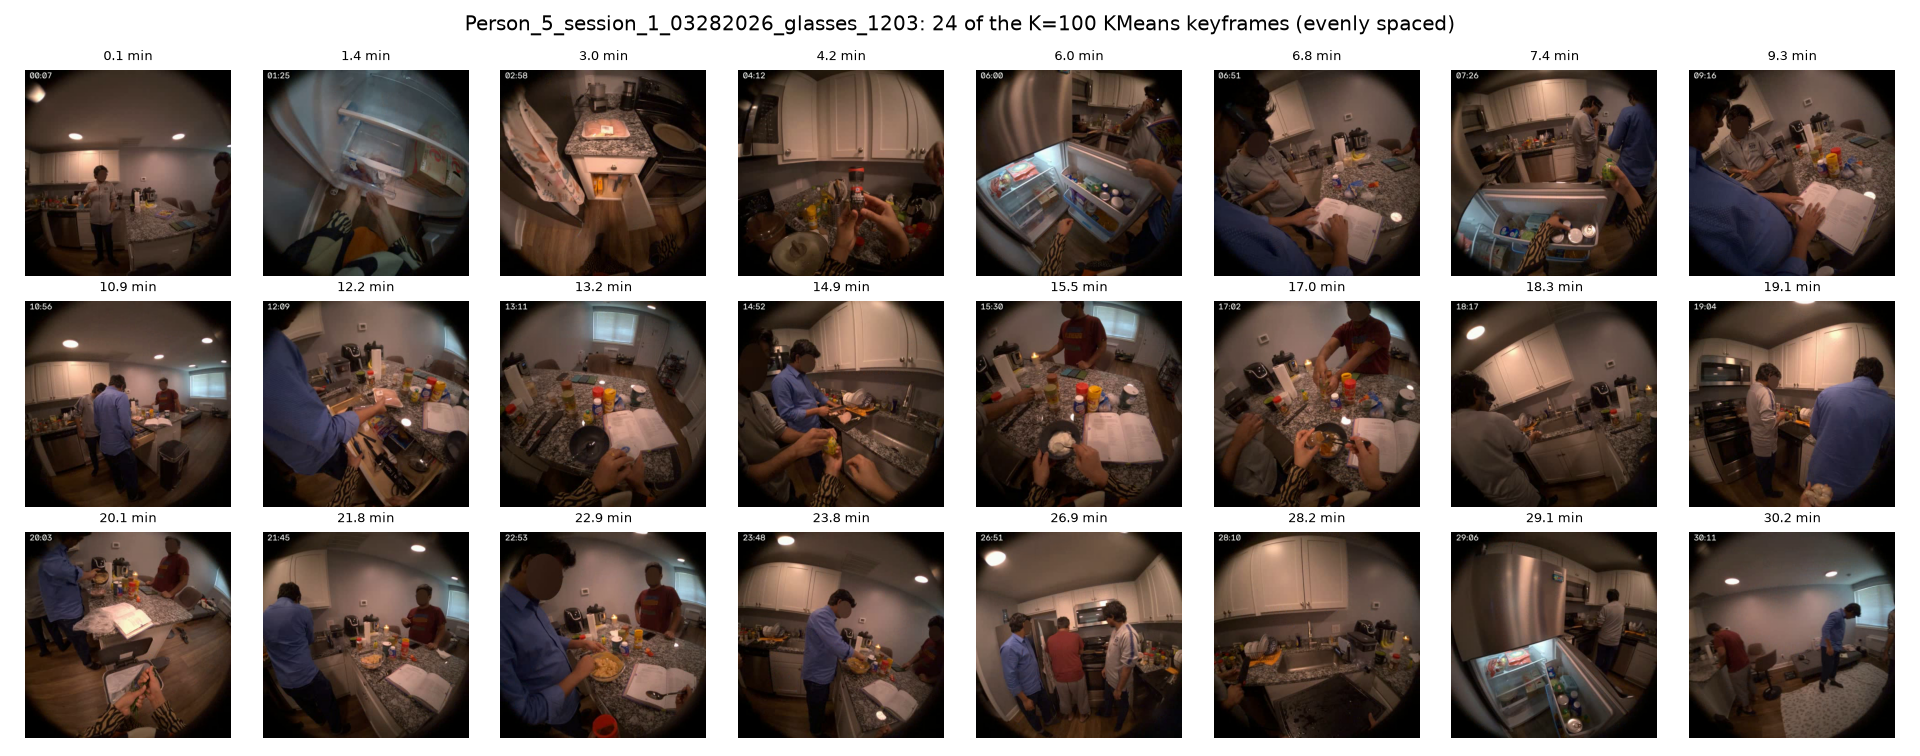 Person_5_session_1_03282026_glasses_1203: 24 of the K=100 KMeans keyframes (evenly spaced)
0.1 min
1.4 min
3.0 min
4.2 min
6.0 min
6.8 min
7.4 min
9.3 min
00:07
01:25
02:58
04:12
06:00
06:51
07:26
09:16
10.9 min
12.2 min
13.2 min
14.9 min
15.5 min
17.0 min
18.3 min
19.1 min
10:56
12:09
13:11
14:52
15:30
17:02
18:17
19:04
20.1 min
21.8 min
22.9 min
23.8 min
26.9 min
28.2 min
29.1 min
30.2 min
20:03
21:45
22:53
23:48
26:51
28:10
29:06
30:11